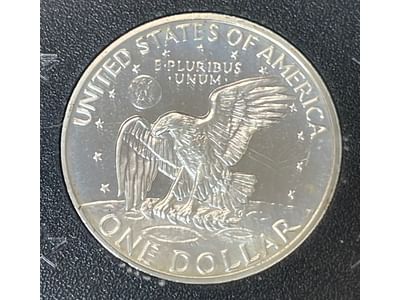 UNITED STATES OF AMERICA
E·PLURIBUS
·UNUM·
ONE DOLLAR